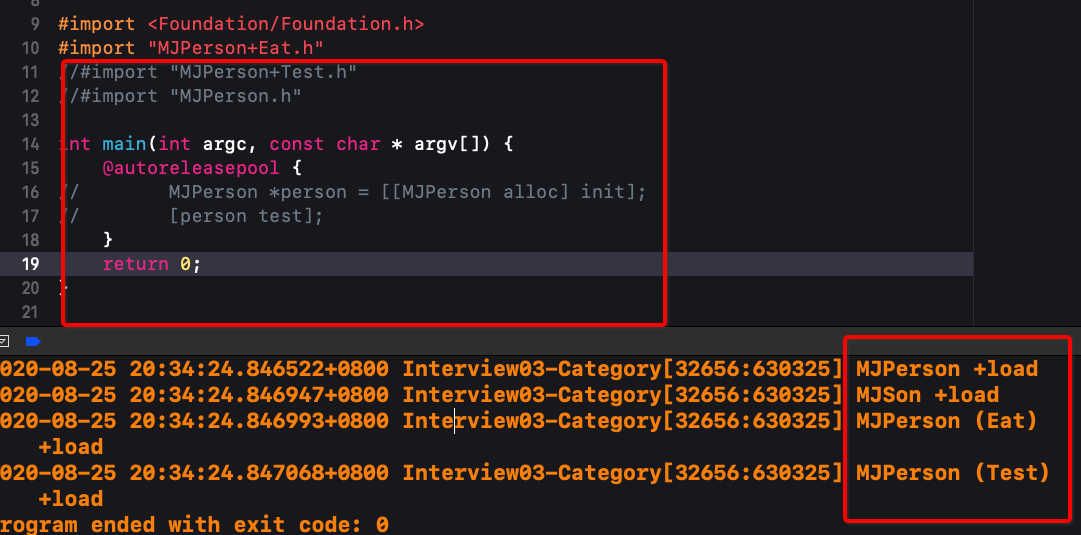 8
9 #import <Foundation/Foundation.h>
10 #import "MJPerson+Eat.h"
11 //#import "MJPerson+Test.h"
12 //#import "MJPerson.h"
13
14 int main(int argc, const char * argv[]) {
15 @autoreleasepool {
16 // MJPerson *person = [[MJPerson alloc] init];
17 // [person test];
18 }
19 return 0;
20 }
21
020-08-25 20:34:24.846522+0800 Interview03-Category[32656:630325] MJPerson +load
020-08-25 20:34:24.846947+0800 Interview03-Category[32656:630325] MJSon +load
020-08-25 20:34:24.846993+0800 Interview03-Category[32656:630325] MJPerson (Eat)
+load
020-08-25 20:34:24.847068+0800 Interview03-Category[32656:630325] MJPerson (Test)
+load
rogram ended with exit code: 0